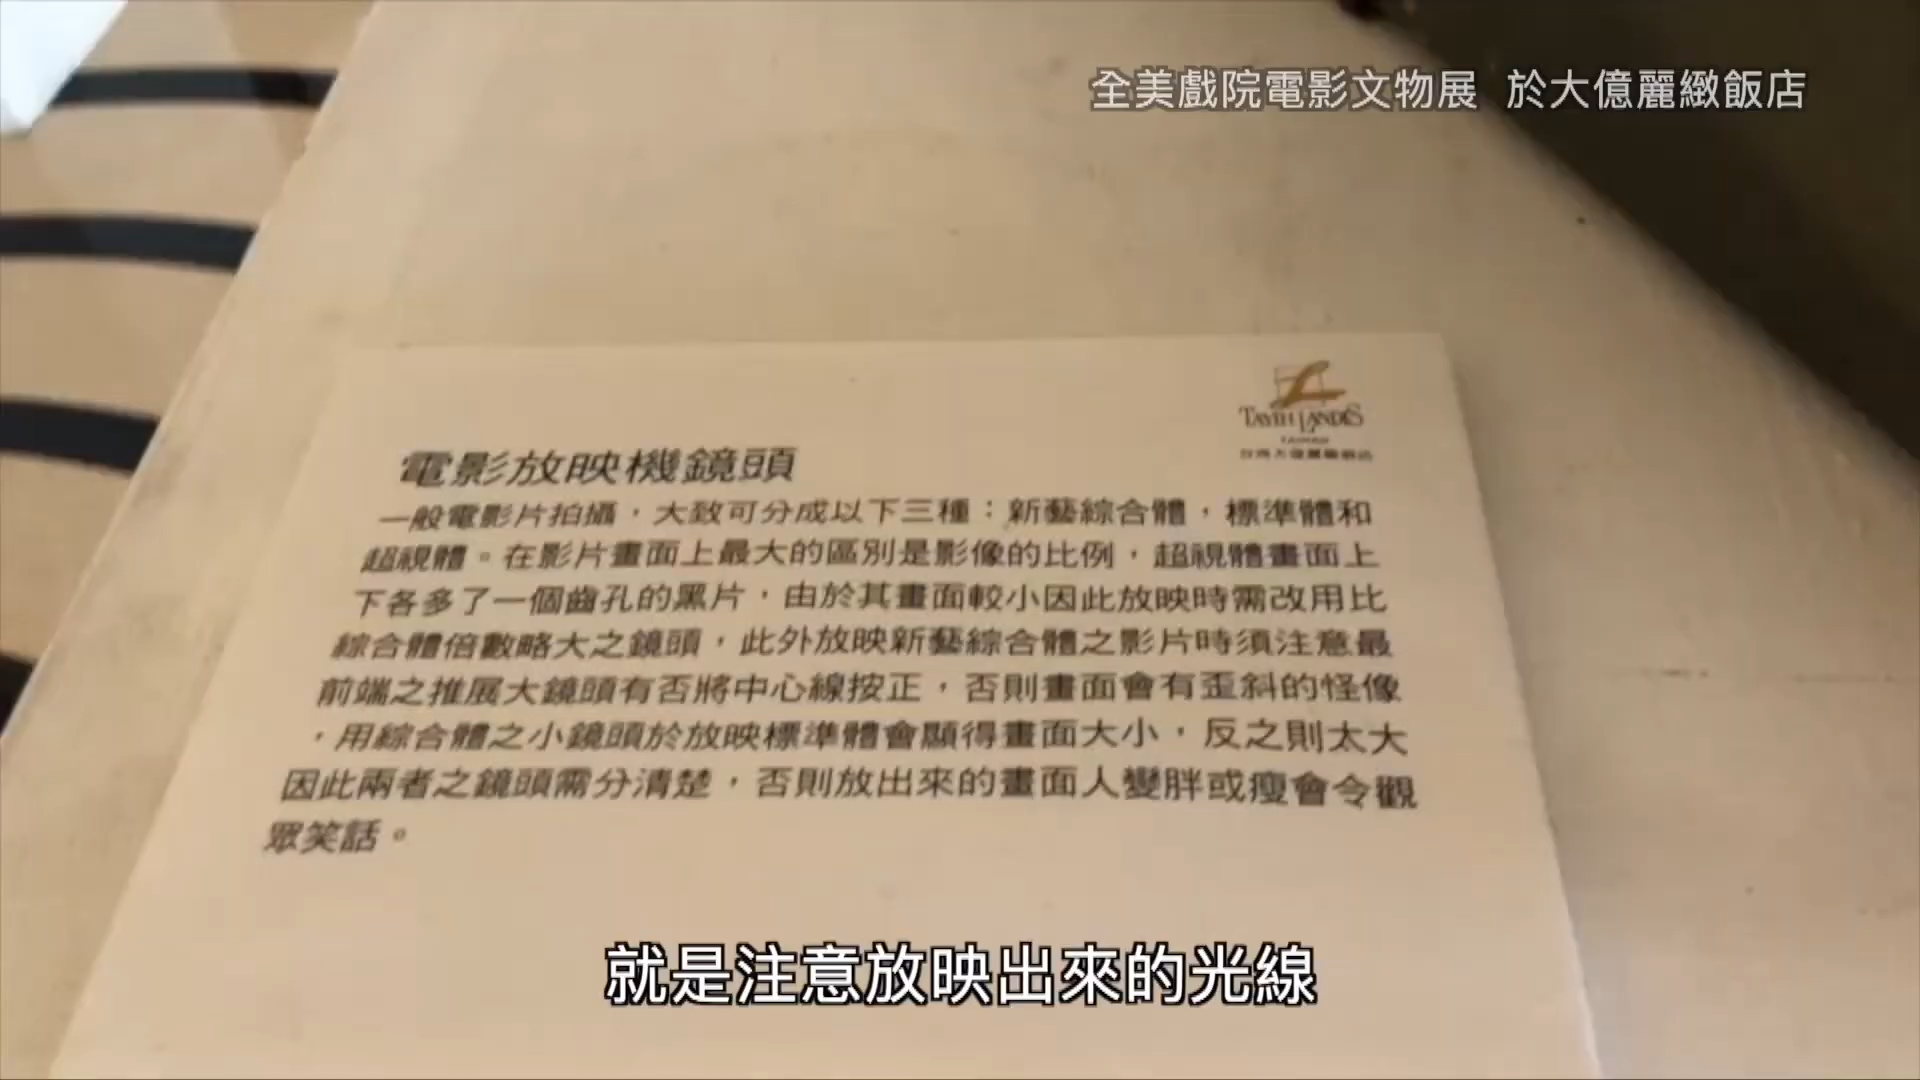 全美戲院電影文物展 於大億麗緻飯店
TAYIH LANDIS
TAINAN
電影放映機鏡頭
一般電影片拍攝，大致可分成以下三種：新藝綜合體，標準體和
超視體。在影片畫面上最大的區別是影像的比例，超視體畫面上
下各多了一個齒孔的黑片，由於其畫面較小因此放映時需改用比
綜合體倍數略大之鏡頭，此外放映新藝綜合體之影片時須注意最
前端之推展大鏡頭有否將中心線按正，否則畫面會有歪斜的怪像
，用綜合體之小鏡頭於放映標準體會顯得畫面大小，反之則太大
因此兩者之鏡頭需分清楚，否則放出來的畫面人變胖或瘦會令觀
眾笑話。
就是注意放映出來的光線